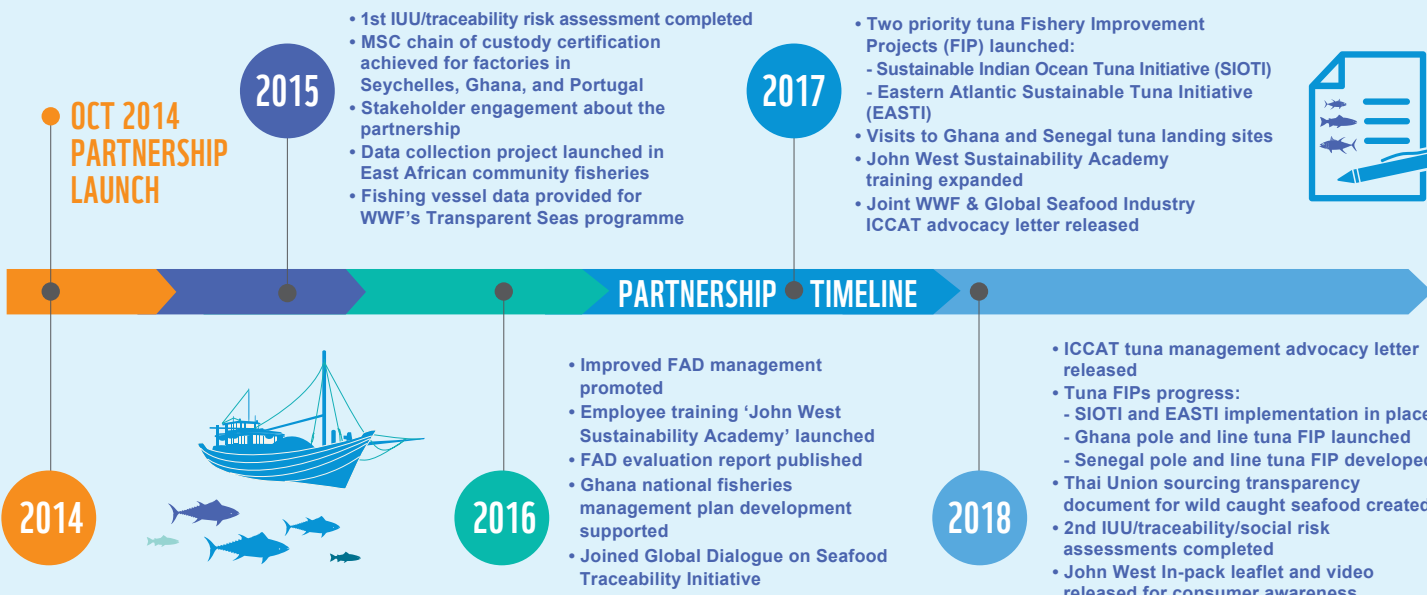 OCT 2014
PARTNERSHIP
LAUNCH
2014
2015
• 1st IUU/traceability risk assessment completed
• MSC chain of custody certification
achieved for factories in
Seychelles, Ghana, and Portugal
• Stakeholder engagement about the
partnership
• Data collection project launched in
East African community fisheries
• Fishing vessel data provided for
WWF's Transparent Seas programme
2017
• Two priority tuna Fishery Improvement
Projects (FIP) launched:
- Sustainable Indian Ocean Tuna Initiative (SIOTI)
- Eastern Atlantic Sustainable Tuna Initiative
(EASTI)
• Visits to Ghana and Senegal tuna landing sites
• John West Sustainability Academy
training expanded
• Joint WWF & Global Seafood Industry
ICCAT advocacy letter released
PARTNERSHIP TIMELINE
2016
• Improved FAD management
promoted
• Employee training ‘John West
Sustainability Academy’ launched
• FAD evaluation report published
• Ghana national fisheries
management plan development
supported
• Joined Global Dialogue on Seafood
Traceability Initiative
2018
• ICCAT tuna management advocacy letter
released
• Tuna FIPs progress:
- SIOTI and EASTI implementation in place
- Ghana pole and line tuna FIP launched
- Senegal pole and line tuna FIP developed
• Thai Union sourcing transparency
document for wild caught seafood created
• 2nd IUU/traceability/social risk
assessments completed
• John West In-pack leaflet and video
released for consumer awareness